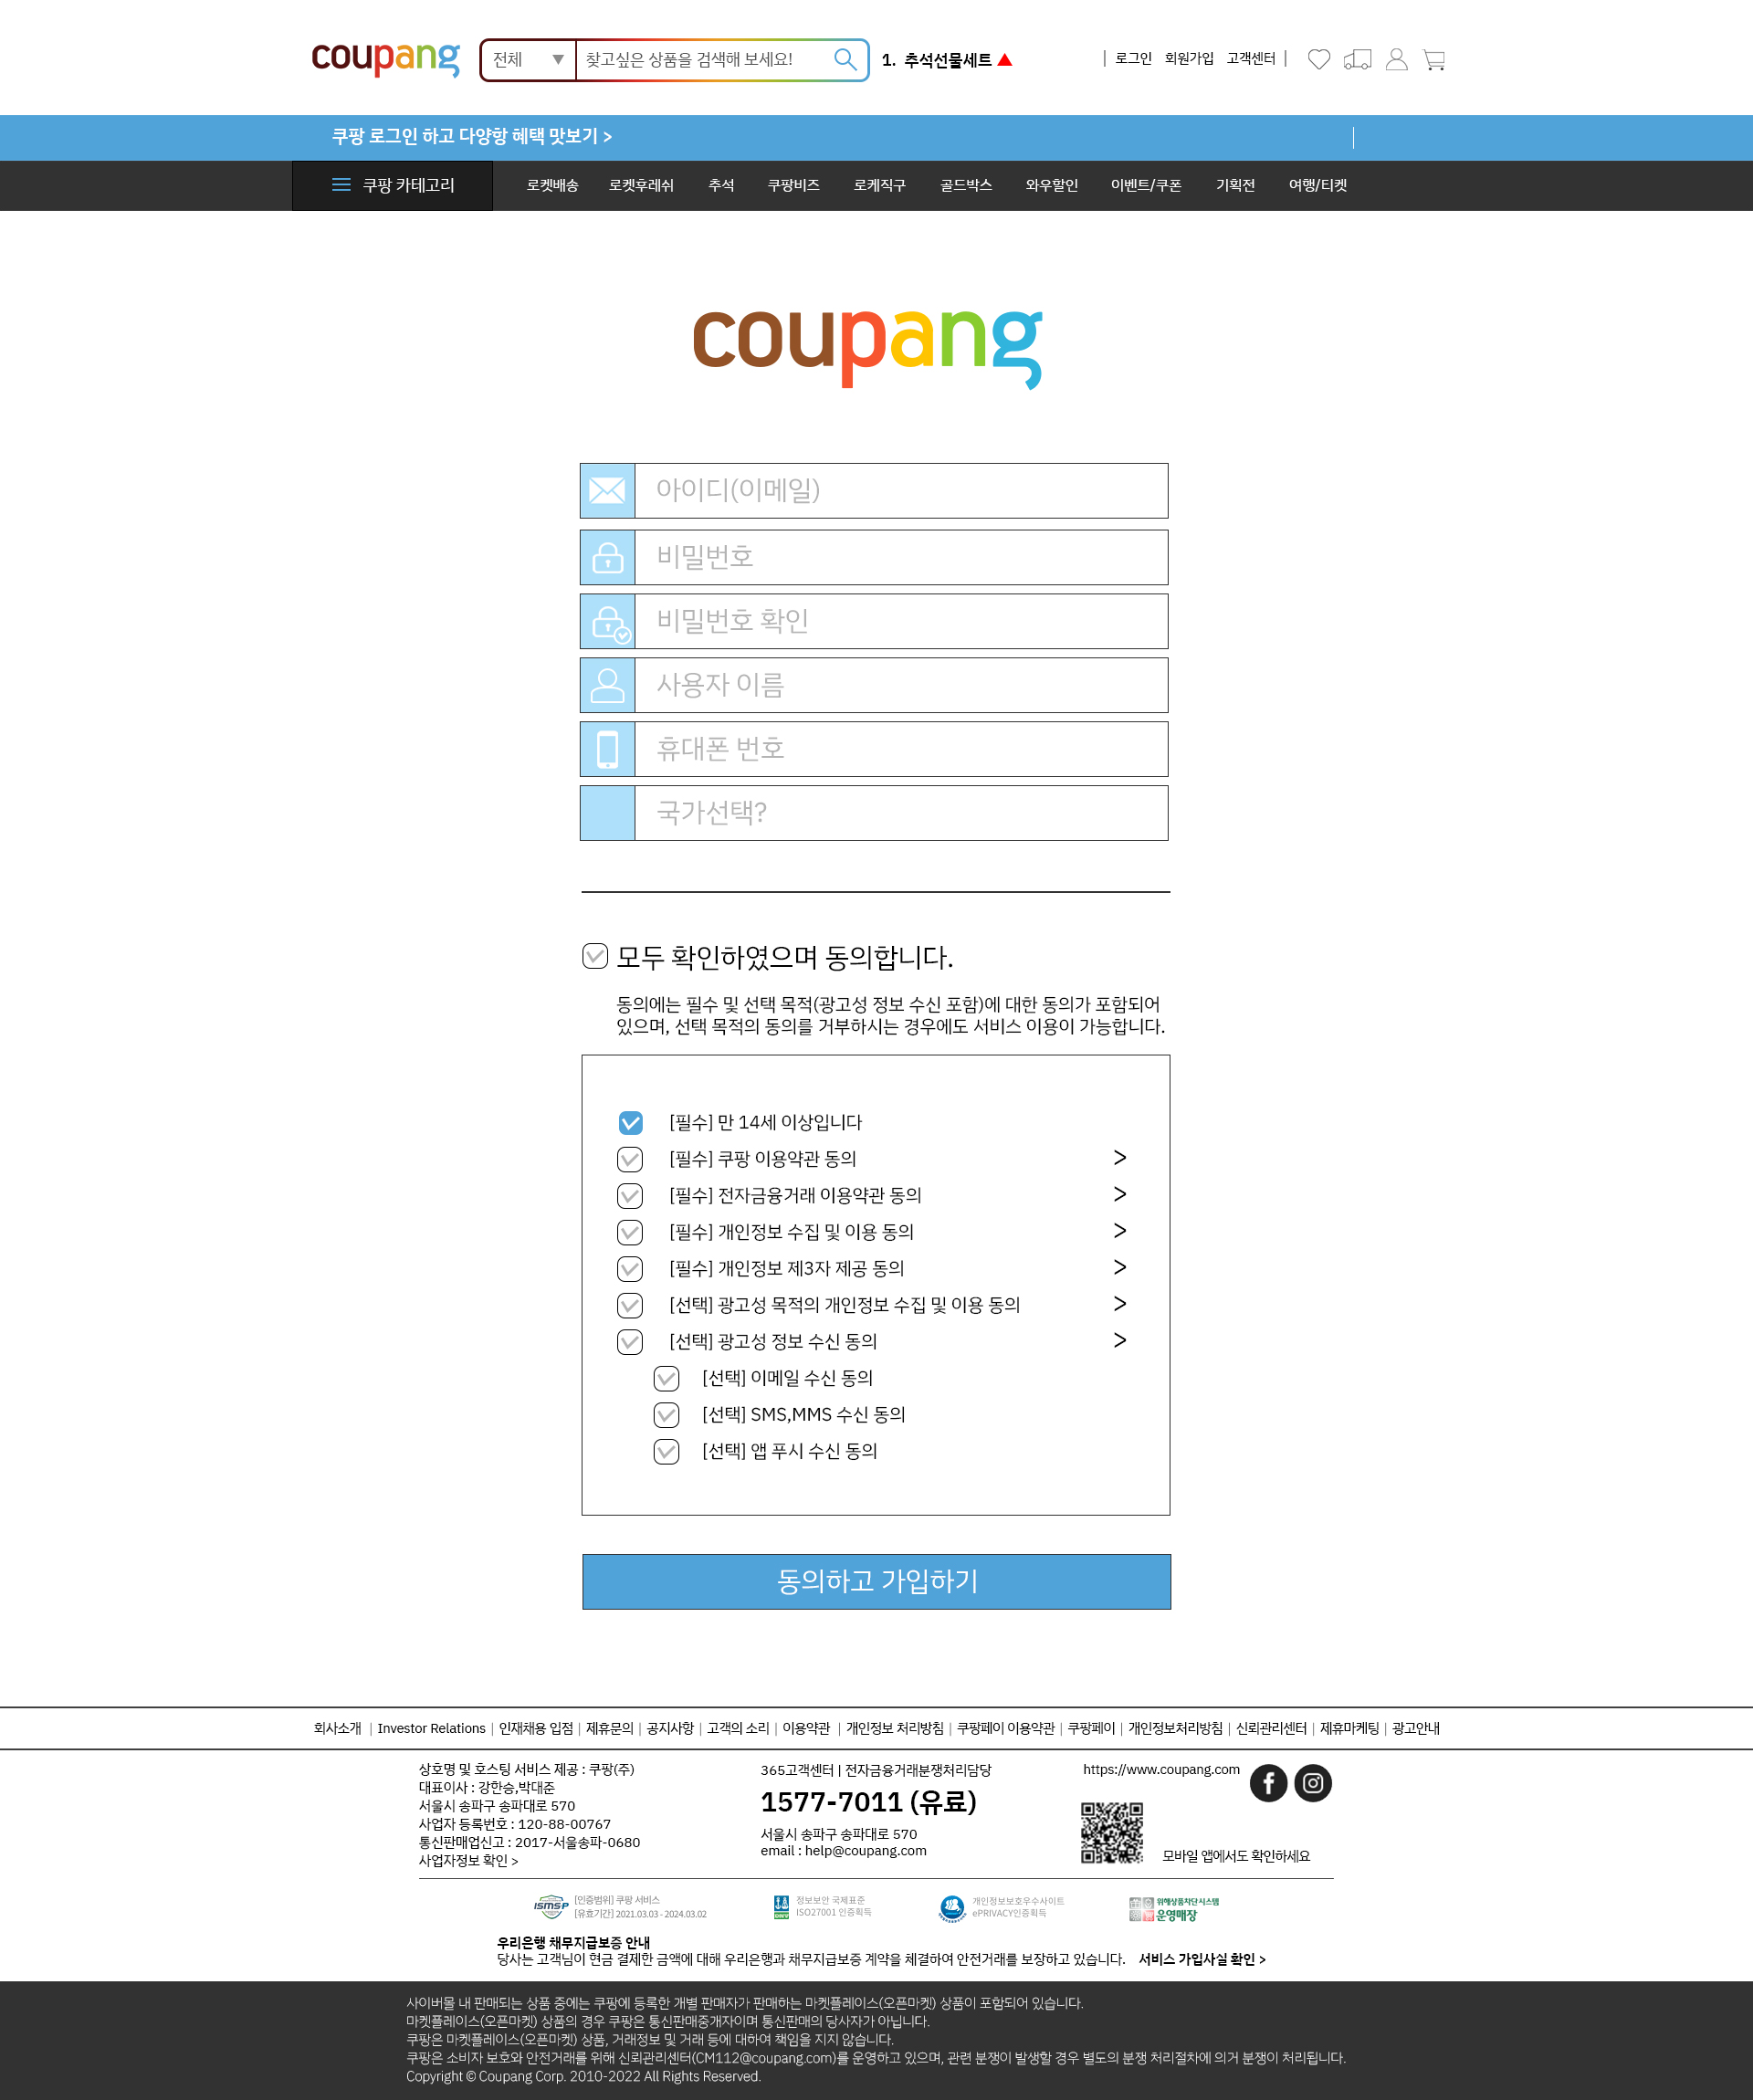 coupang
전체 ▼ 찾고싶은 상품을 검색해 보세요!
1. 추석선물세트 ▲
| 로그인 회원가입 고객센터 |
쿠팡 로그인 하고 다양항 혜택 맛보기 >
쿠팡 카테고리 로켓배송 로켓후레쉬 추석 쿠팡비즈 로케직구 골드박스 와우할인 이벤트/쿠폰 기획전 여행/티켓
coupang
아이디(이메일)
비밀번호
비밀번호 확인
사용자 이름
휴대폰 번호
국가선택?
모두 확인하였으며 동의합니다.
동의에는 필수 및 선택 목적(광고성 정보 수신 포함)에 대한 동의가 포함되어
있으며, 선택 목적의 동의를 거부하시는 경우에도 서비스 이용이 가능합니다.
[필수] 만 14세 이상입니다
[필수] 쿠팡 이용약관 동의 >
[필수] 전자금융거래 이용약관 동의 >
[필수] 개인정보 수집 및 이용 동의 >
[필수] 개인정보 제3자 제공 동의 >
[선택] 광고성 목적의 개인정보 수집 및 이용 동의 >
[선택] 광고성 정보 수신 동의 >
[선택] 이메일 수신 동의
[선택] SMS,MMS 수신 동의
[선택] 앱 푸시 수신 동의
동의하고 가입하기
회사소개 | Investor Relations | 인재채용 입점 | 제휴문의 | 공지사항 | 고객의 소리 | 이용약관 | 개인정보 처리방침 | 쿠팡페이 이용약관 | 쿠팡페이 | 개인정보처리방침 | 신뢰관리센터 | 제휴마케팅 | 광고안내
상호명 및 호스팅 서비스 제공 : 쿠팡(주)
대표이사 : 강한승,박대준
서울시 송파구 송파대로 570
사업자 등록번호 : 120-88-00767
통신판매업신고 : 2017-서울송파-0680
사업자정보 확인 >
365고객센터 | 전자금융거래분쟁처리담당
1577-7011 (유료)
서울시 송파구 송파대로 570
email : help@coupang.com
https://www.coupang.com
모바일 앱에서도 확인하세요
ISMS-P
[인증범위] 쿠팡 서비스
[유효기간] 2021.03.03 - 2024.03.02
정보보안 국제표준
ISO27001 인증획득
개인정보보호우수사이트
ePRIVACY인증획득
위해상품차단시스템
운영매장
우리은행 채무지급보증 안내
당사는 고객님이 현금 결제한 금액에 대해 우리은행과 채무지급보증 계약을 체결하여 안전거래를 보장하고 있습니다. 서비스 가입사실 확인 >
사이버몰 내 판매되는 상품 중에는 쿠팡에 등록한 개별 판매자가 판매하는 마켓플레이스(오픈마켓) 상품이 포함되어 있습니다.
마켓플레이스(오픈마켓) 상품의 경우 쿠팡은 통신판매중개자이며 통신판매의 당사자가 아닙니다.
쿠팡은 마켓플레이스(오픈마켓) 상품, 거래정보 및 거래 등에 대하여 책임을 지지 않습니다.
쿠팡은 소비자 보호와 안전거래를 위해 신뢰관리센터(CM112@coupang.com)를 운영하고 있으며, 관련 분쟁이 발생할 경우 별도의 분쟁 처리절차에 의거 분쟁이 처리됩니다.
Copyright © Coupang Corp. 2010-2022 All Rights Reserved.